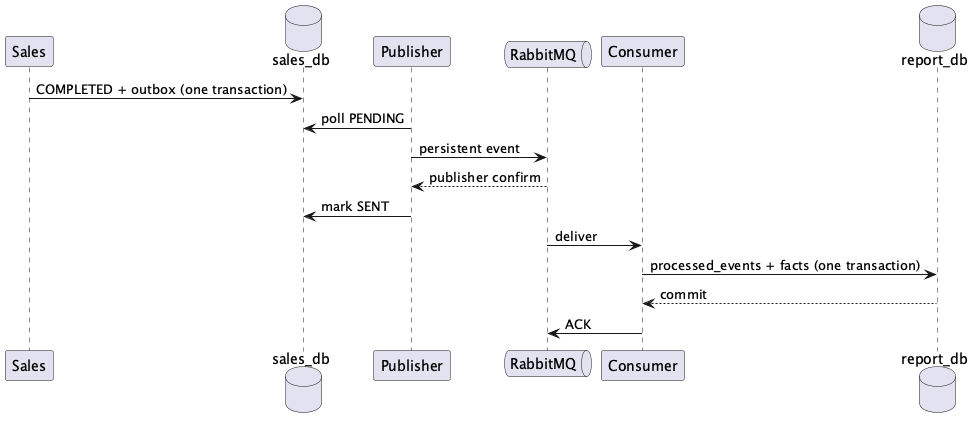 Sales
sales_db
Publisher
RabbitMQ
Consumer
report_db
COMPLETED + outbox (one transaction)
poll PENDING
persistent event
publisher confirm
mark SENT
deliver
processed_events + facts (one transaction)
commit
ACK
Sales
sales_db
Publisher
RabbitMQ
Consumer
report_db